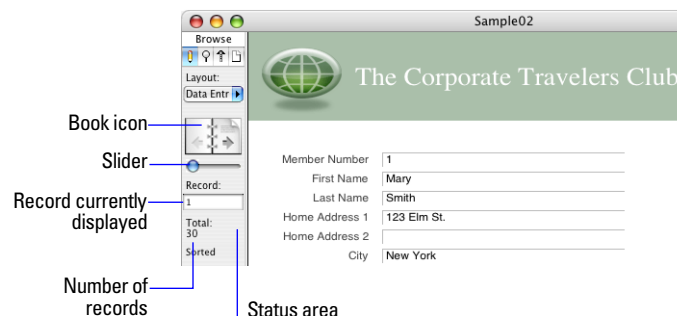 Sample02
Browse
Layout:
Data Entr
The Corporate Travelers Club
Book icon
Slider
Record:
1
Record currently
displayed
Total:
30
Sorted
Number of
records
Status area
Member Number 1
First Name Mary
Last Name Smith
Home Address 1 123 Elm St.
Home Address 2
City New York